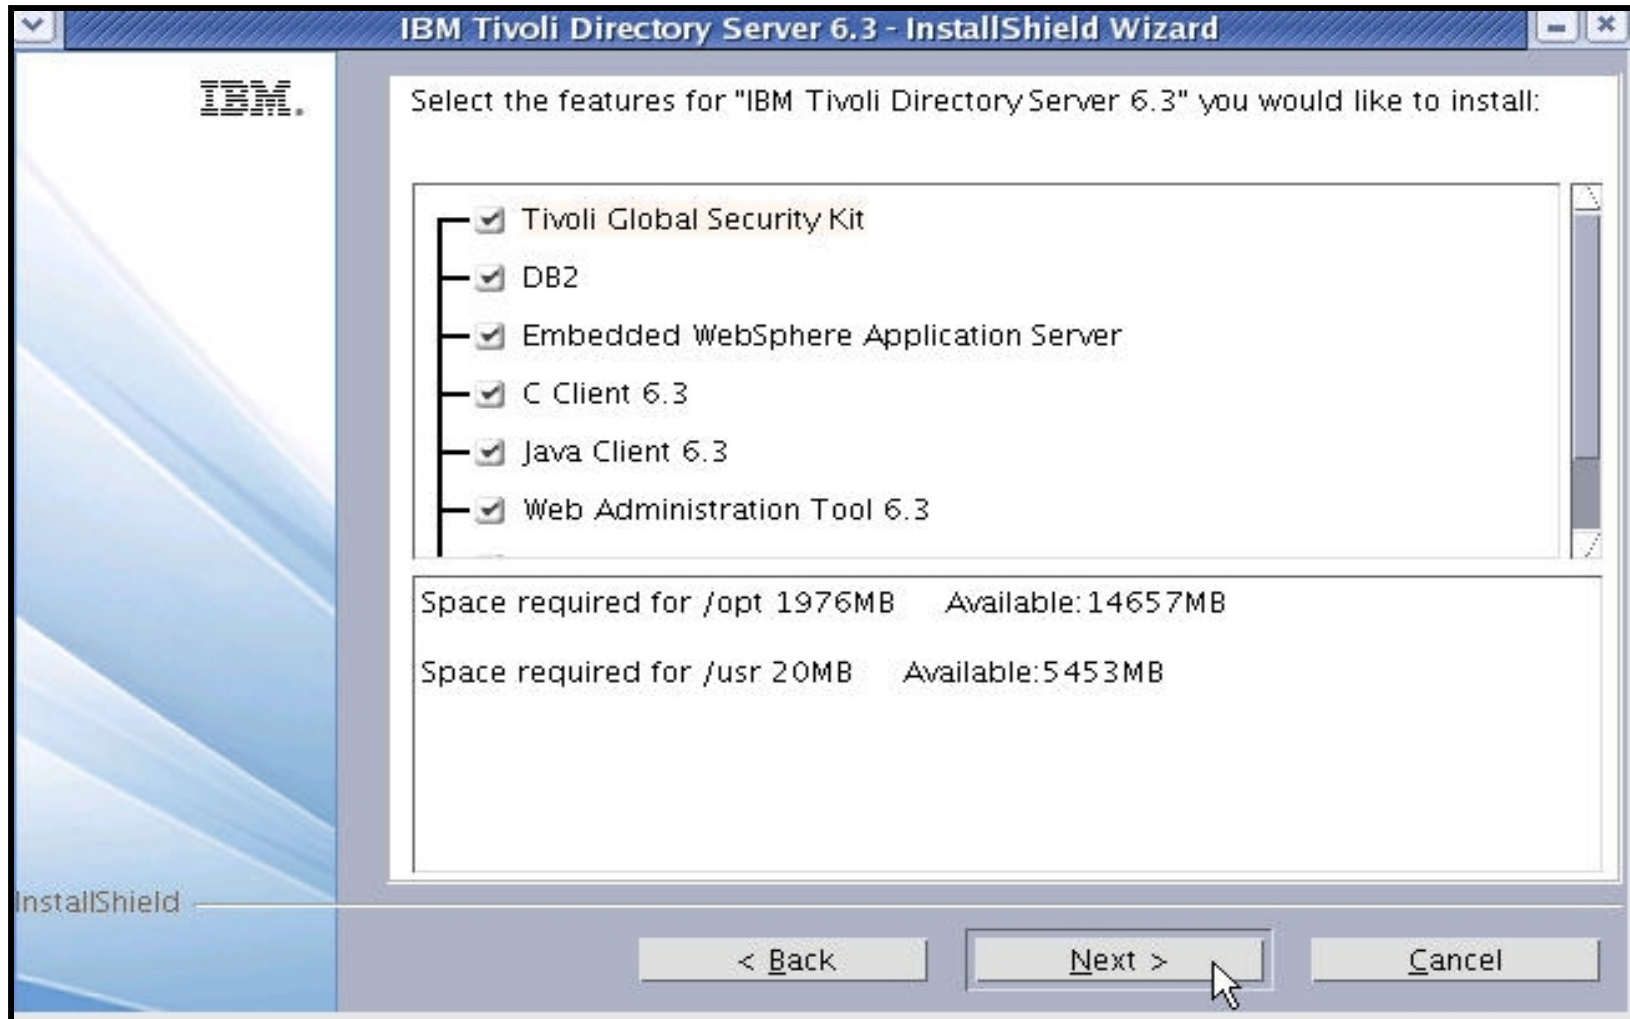 IBM Tivoli Directory Server 6.3 - InstallShield Wizard
IBM.
Select the features for "IBM Tivoli Directory Server 6.3" you would like to install:
Tivoli Global Security Kit
DB2
Embedded WebSphere Application Server
C Client 6.3
Java Client 6.3
Web Administration Tool 6.3
Space required for /opt 1976MB Available:14657MB
Space required for /usr 20MB Available:5453MB
InstallShield
< Back Next > Cancel